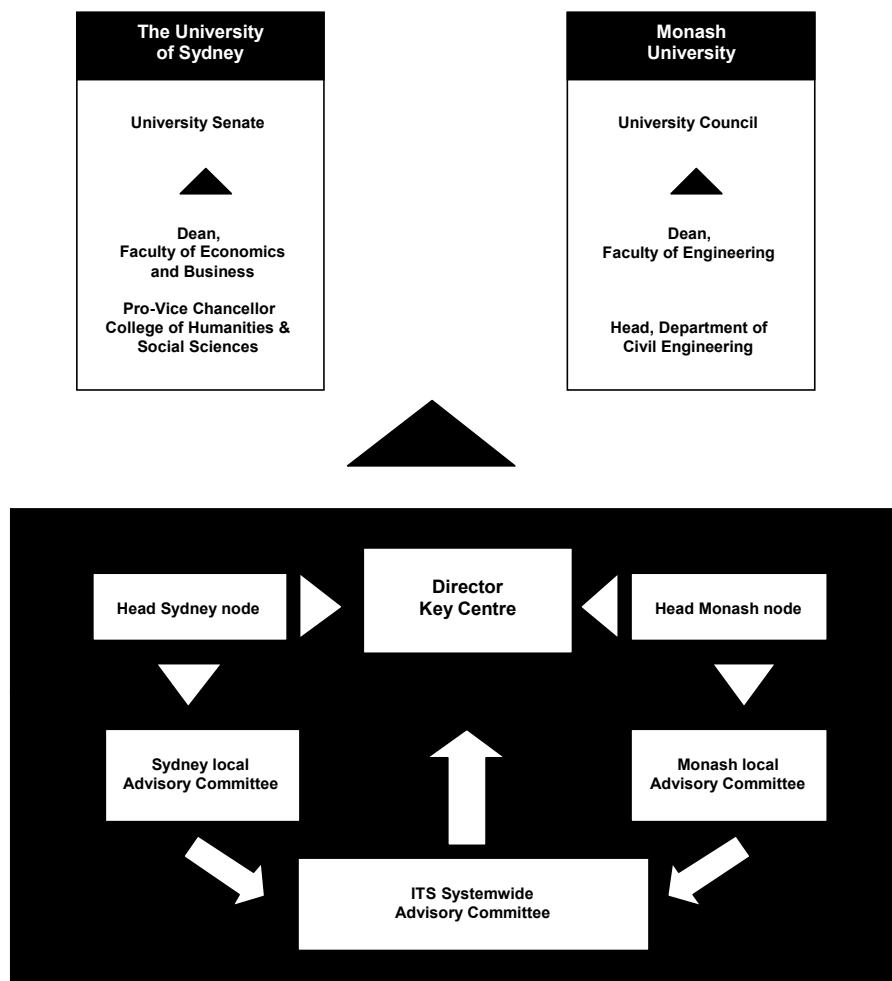 The University
of Sydney
University Senate
Dean,
Faculty of Economics
and Business
Pro-Vice Chancellor
College of Humanities &
Social Sciences
Monash
University
University Council
Dean,
Faculty of Engineering
Head, Department of
Civil Engineering
Head Sydney node
Director
Key Centre
Head Monash node
Sydney local
Advisory Committee
Monash local
Advisory Committee
ITS Systemwide
Advisory Committee